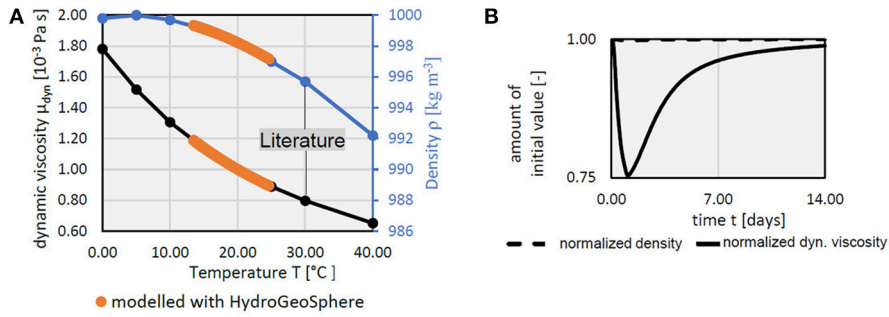 A
dynamic viscosity μdyn [10⁻³ Pa s]
2.00
1.80
1.60
1.40
1.20
1.00
0.80
0.60
0.00
10.00
20.00
30.00
40.00
Temperature T [°C ]
1000
998
996
994
992
990
988
986
Density ρ [kg m⁻³]
Literature
modelled with HydroGeoSphere
B
amount of
initial value [-]
1.00
0.75
0.00
7.00
14.00
time t [days]
normalized density
normalized dyn. viscosity